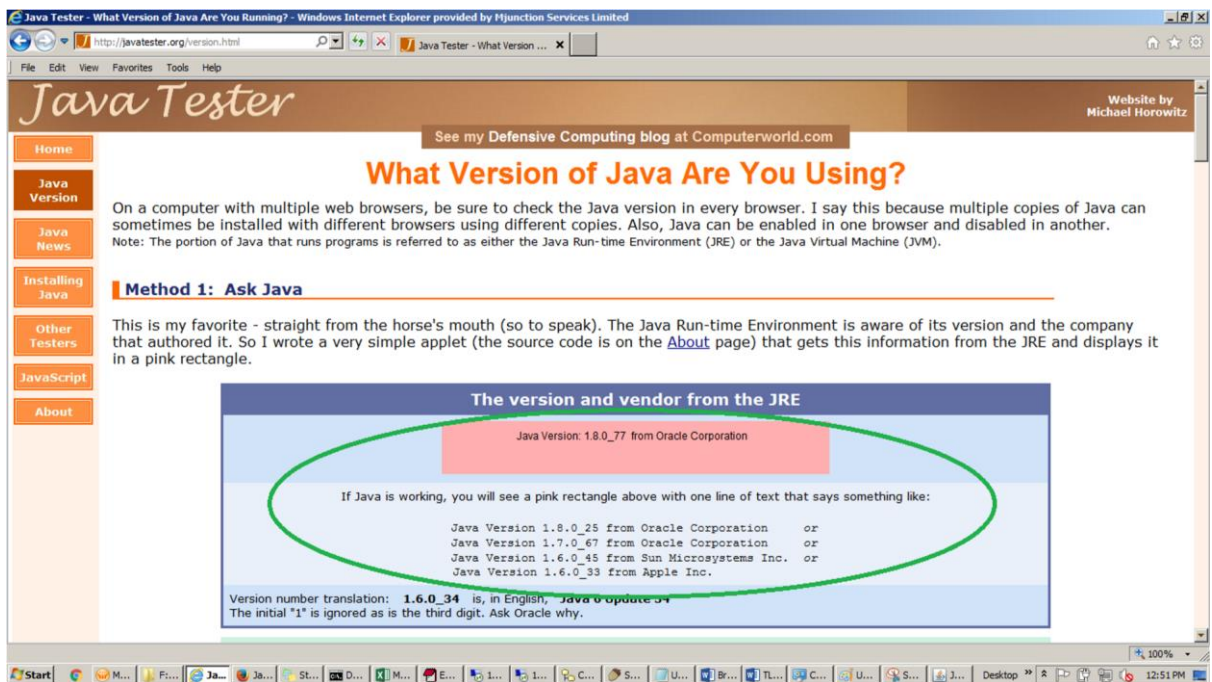 Java Tester - What Version of Java Are You Running? - Windows Internet Explorer provided by Mjunction Services Limited
http://javatester.org/version.html
Java Tester - What Version ...
File Edit View Favorites Tools Help
Java Tester
Website by
Michael Horowitz
See my Defensive Computing blog at Computerworld.com
Home
Java
Version
Java
News
Installing
Java
Other
Testers
JavaScript
About
What Version of Java Are You Using?
On a computer with multiple web browsers, be sure to check the Java version in every browser. I say this because multiple copies of Java can
sometimes be installed with different browsers using different copies. Also, Java can be enabled in one browser and disabled in another.
Note: The portion of Java that runs programs is referred to as either the Java Run-time Environment (JRE) or the Java Virtual Machine (JVM).
Method 1: Ask Java
This is my favorite - straight from the horse's mouth (so to speak). The Java Run-time Environment is aware of its version and the company
that authored it. So I wrote a very simple applet (the source code is on the About page) that gets this information from the JRE and displays it
in a pink rectangle.
The version and vendor from the JRE
Java Version: 1.8.0_77 from Oracle Corporation
If Java is working, you will see a pink rectangle above with one line of text that says something like:
Java Version 1.8.0_25 from Oracle Corporation or
Java Version 1.7.0_67 from Oracle Corporation or
Java Version 1.6.0_45 from Sun Microsystems Inc. or
Java Version 1.6.0_33 from Apple Inc.
Version number translation: 1.6.0_34 is, in English, Java 6 Update 34
The initial "1" is ignored as is the third digit. Ask Oracle why.
100%
Start M... F:... Ja... Ja... St... D... M... E... 1... 1... C... S... U... Br... TL... C... U... S... J... Desktop 12:51 PM